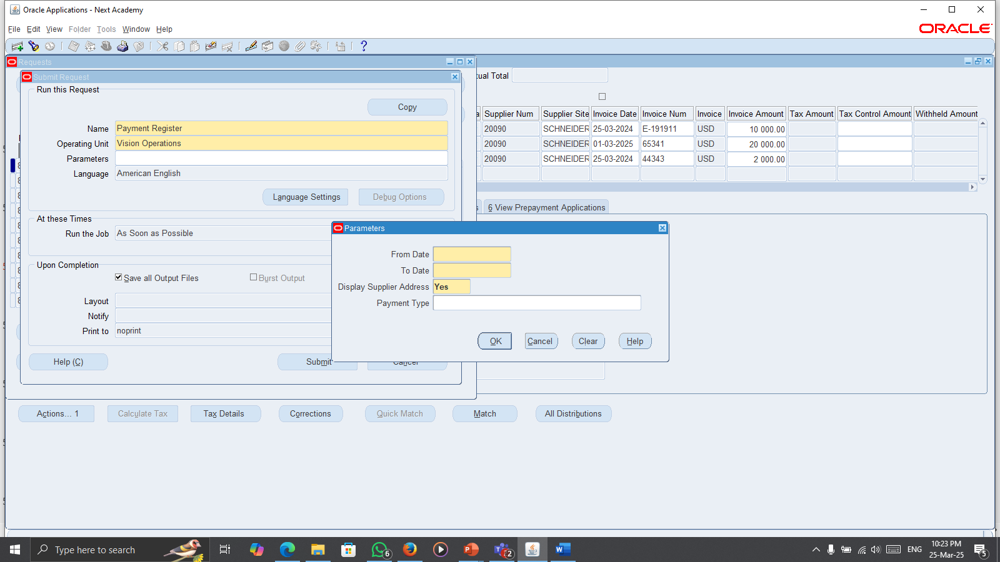 Oracle Applications - Next Academy
File Edit View Folder Tools Window Help
ORACLE
Requests
Submit Request
Run this Request
Copy
Name Payment Register
Operating Unit Vision Operations
Parameters
Language American English
Language Settings Debug Options
At these Times
Run the Job As Soon as Possible
Upon Completion
Save all Output Files Burst Output
Layout
Notify
Print to noprint
Help (C) Submit Cancel
Total
Supplier Num Supplier Site Invoice Date Invoice Num Invoice Invoice Amount Tax Amount Tax Control Amount Withheld Amount
20090 SCHNEIDER 25-03-2024 E-191911 USD 10 000.00
20090 SCHNEIDER 01-03-2025 65341 USD 20 000.00
20090 SCHNEIDER 25-03-2024 44343 USD 2 000.00
6 View Prepayment Applications
Parameters
From Date
To Date
Display Supplier Address Yes
Payment Type
OK Cancel Clear Help
Actions... 1 Calculate Tax Tax Details Corrections Quick Match Match All Distributions
Type here to search
6
2
ENG
10:23 PM
25-Mar-25
5